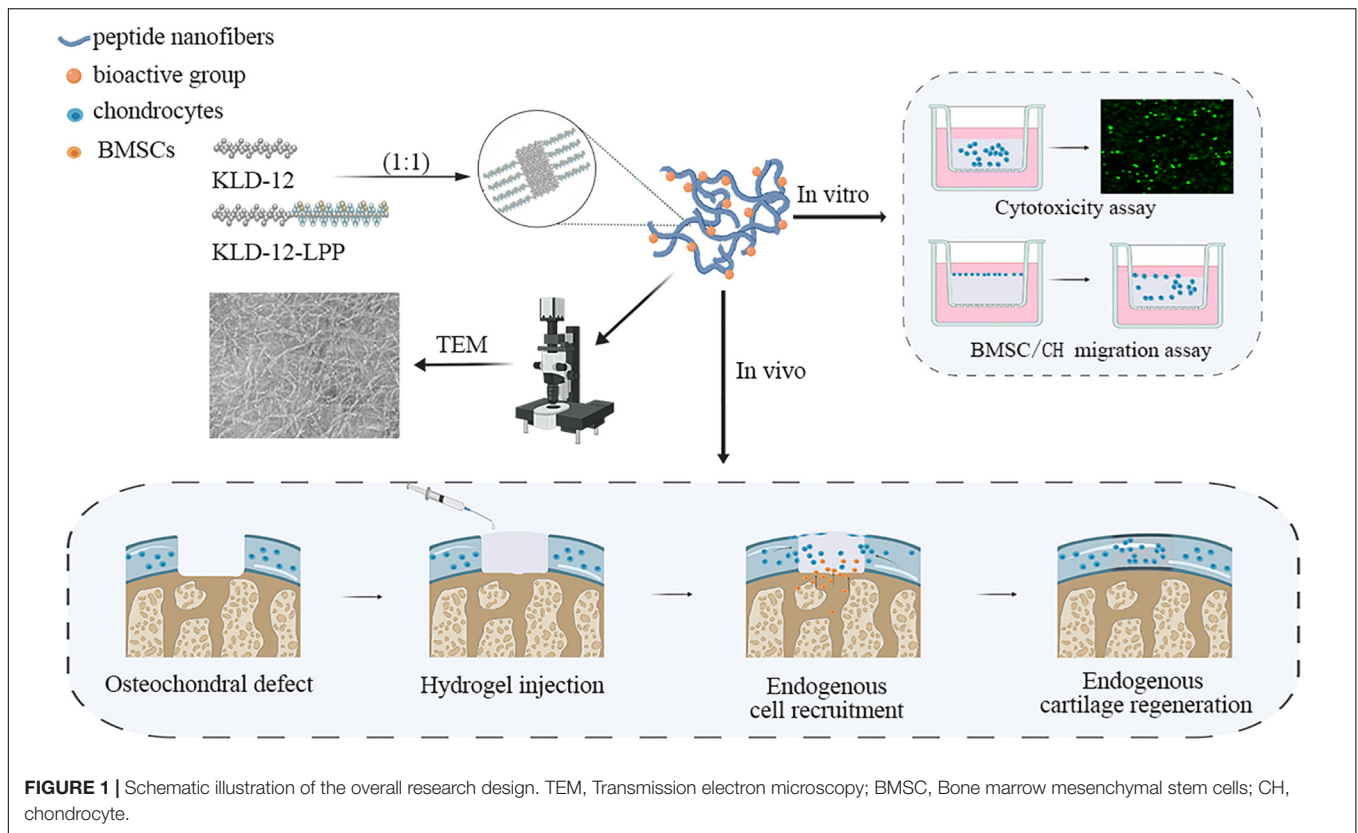 peptide nanofibers
bioactive group
chondrocytes
BMSCs
KLD-12
(1:1)
KLD-12-LPP
In vitro
Cytotoxicity assay
BMSC/CH migration assay
TEM
In vivo
Osteochondral defect
Hydrogel injection
Endogenous
cell recruitment
Endogenous
cartilage regeneration
FIGURE 1 | Schematic illustration of the overall research design. TEM, Transmission electron microscopy; BMSC, Bone marrow mesenchymal stem cells; CH,
chondrocyte.